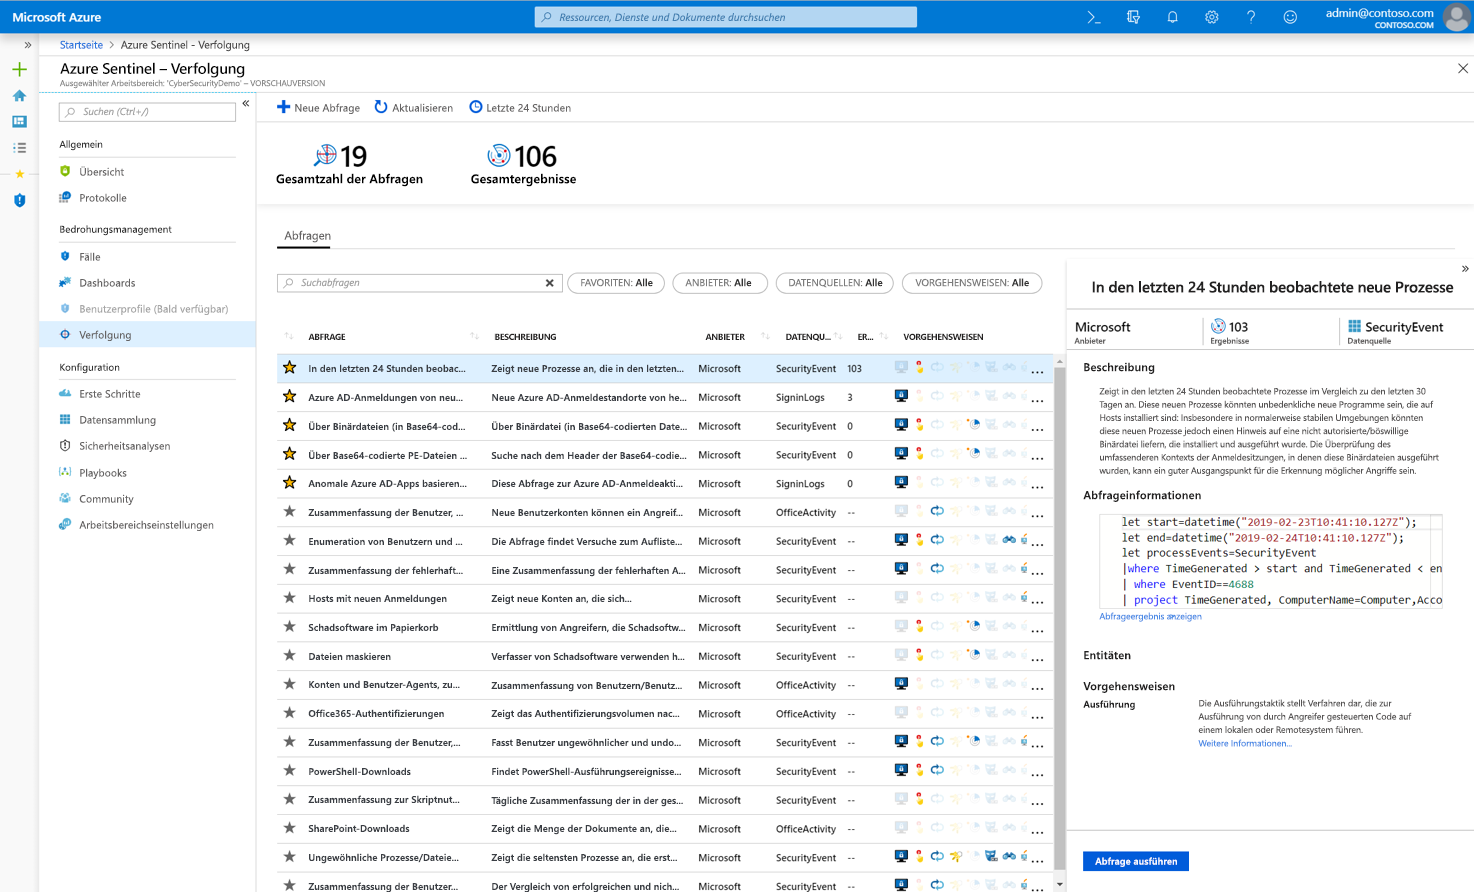 Microsoft Azure
Ressourcen, Dienste und Dokumente durchsuchen
admin@contoso.com
CONTOSO.COM
Startseite > Azure Sentinel - Verfolgung
Azure Sentinel – Verfolgung
Ausgewählter Arbeitsbereich: 'CyberSecurityDemo' – VORSCHAUVERSION
Suchen (Ctrl+/)
Allgemein
Übersicht
Protokolle
Bedrohungsmanagement
Fälle
Dashboards
Benutzerprofile (Bald verfügbar)
Verfolgung
Konfiguration
Erste Schritte
Datensammlung
Sicherheitsanalysen
Playbooks
Community
Arbeitsbereichseinstellungen
Neue Abfrage Aktualisieren Letzte 24 Stunden
19 106
Gesamtzahl der Abfragen Gesamtergebnisse
Abfragen
Suchabfragen FAVORITEN: Alle ANBIETER: Alle DATENQUELLEN: Alle VORGEHENSWEISEN: Alle
ABFRAGE BESCHREIBUNG ANBIETER DATENQU... ER... VORGEHENSWEISEN
In den letzten 24 Stunden beobac... Zeigt neue Prozesse an, die in den letzten... Microsoft SecurityEvent 103 ...
Azure AD-Anmeldungen von neu... Neue Azure AD-Anmeldestandorte von he... Microsoft SigninLogs 3 ...
Über Binärdateien (in Base64-cod... Über Binärdatei (in Base64-codierten Date... Microsoft SecurityEvent 0 ...
Über Base64-codierte PE-Dateien ... Suche nach dem Header der Base64-codie... Microsoft SecurityEvent 0 ...
Anomale Azure AD-Apps basieren... Diese Abfrage zur Azure AD-Anmeldeakti... Microsoft SigninLogs 0 ...
Zusammenfassung der Benutzer, ... Neue Benutzerkonten können ein Angreif... Microsoft OfficeActivity -- ...
Enumeration von Benutzern und ... Die Abfrage findet Versuche zum Aufliste... Microsoft SecurityEvent -- ...
Zusammenfassung der fehlerhaft... Eine Zusammenfassung der fehlerhaften A... Microsoft SecurityEvent -- ...
Hosts mit neuen Anmeldungen Zeigt neue Konten an, die sich... Microsoft SecurityEvent -- ...
Schadsoftware im Papierkorb Ermittlung von Angreifern, die Schadsoftw... Microsoft SecurityEvent -- ...
Dateien maskieren Verfasser von Schadsoftware verwenden h... Microsoft SecurityEvent -- ...
Konten und Benutzer-Agents, zu... Zusammenfassung von Benutzern/Benutz... Microsoft OfficeActivity -- ...
Office365-Authentifizierungen Zeigt das Authentifizierungsvolumen nac... Microsoft OfficeActivity -- ...
Zusammenfassung der Benutzer,... Fasst Benutzer ungewöhnlicher und undo... Microsoft SecurityEvent -- ...
PowerShell-Downloads Findet PowerShell-Ausführungsereignisse... Microsoft SecurityEvent -- ...
Zusammenfassung zur Skriptnut... Tägliche Zusammenfassung der in der ges... Microsoft SecurityEvent -- ...
SharePoint-Downloads Zeigt die Menge der Dokumente an, die... Microsoft OfficeActivity -- ...
Ungewöhnliche Prozesse/Dateie... Zeigt die seltensten Prozesse an, die erst... Microsoft SecurityEvent -- ...
Zusammenfassung der Benutzer... Der Vergleich von erfolgreichen und nich... Microsoft SecurityEvent -- ...
In den letzten 24 Stunden beobachtete neue Prozesse
Microsoft 103 SecurityEvent
Anbieter Ergebnisse Datenquelle
Beschreibung
Zeigt in den letzten 24 Stunden beobachtete Prozesse im Vergleich zu den letzten 30
Tagen an. Diese neuen Prozesse könnten unbedenkliche neue Programme sein, die auf
Hosts installiert sind: Insbesondere in normalerweise stabilen Umgebungen könnten
diese neuen Prozesse jedoch einen Hinweis auf eine nicht autorisierte/böswillige
Binärdatei liefern, die installiert und ausgeführt wurde. Die Überprüfung des
umfassenderen Kontexts der Anmeldesitzungen, in denen diese Binärdateien ausgeführt
wurden, kann ein guter Ausgangspunkt für die Erkennung möglicher Angriffe sein.
Abfrageinformationen
let start=datetime("2019-02-23T10:41:10.127Z");
let end=datetime("2019-02-24T10:41:10.127Z");
let processEvents=SecurityEvent
|where TimeGenerated > start and TimeGenerated < en
| where EventID==4688
| project TimeGenerated, ComputerName=Computer,Acco
Abfrageergebnis anzeigen
Entitäten
Vorgehensweisen
Ausführung
Die Ausführungstaktik stellt Verfahren dar, die zur
Ausführung von durch Angreifer gesteuerten Code auf
einem lokalen oder Remotesystem führen.
Weitere Informationen...
Abfrage ausführen